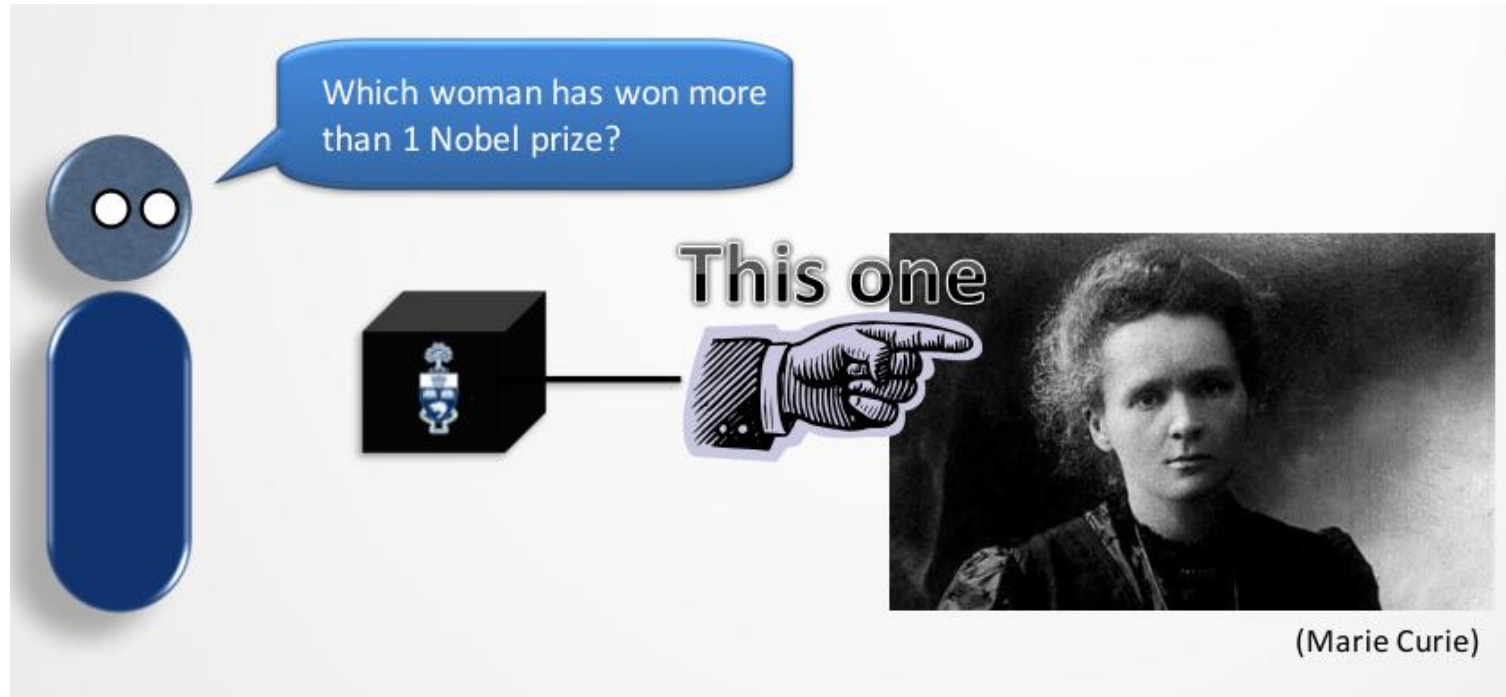 Which woman has won more
than 1 Nobel prize?
This one
(Marie Curie)